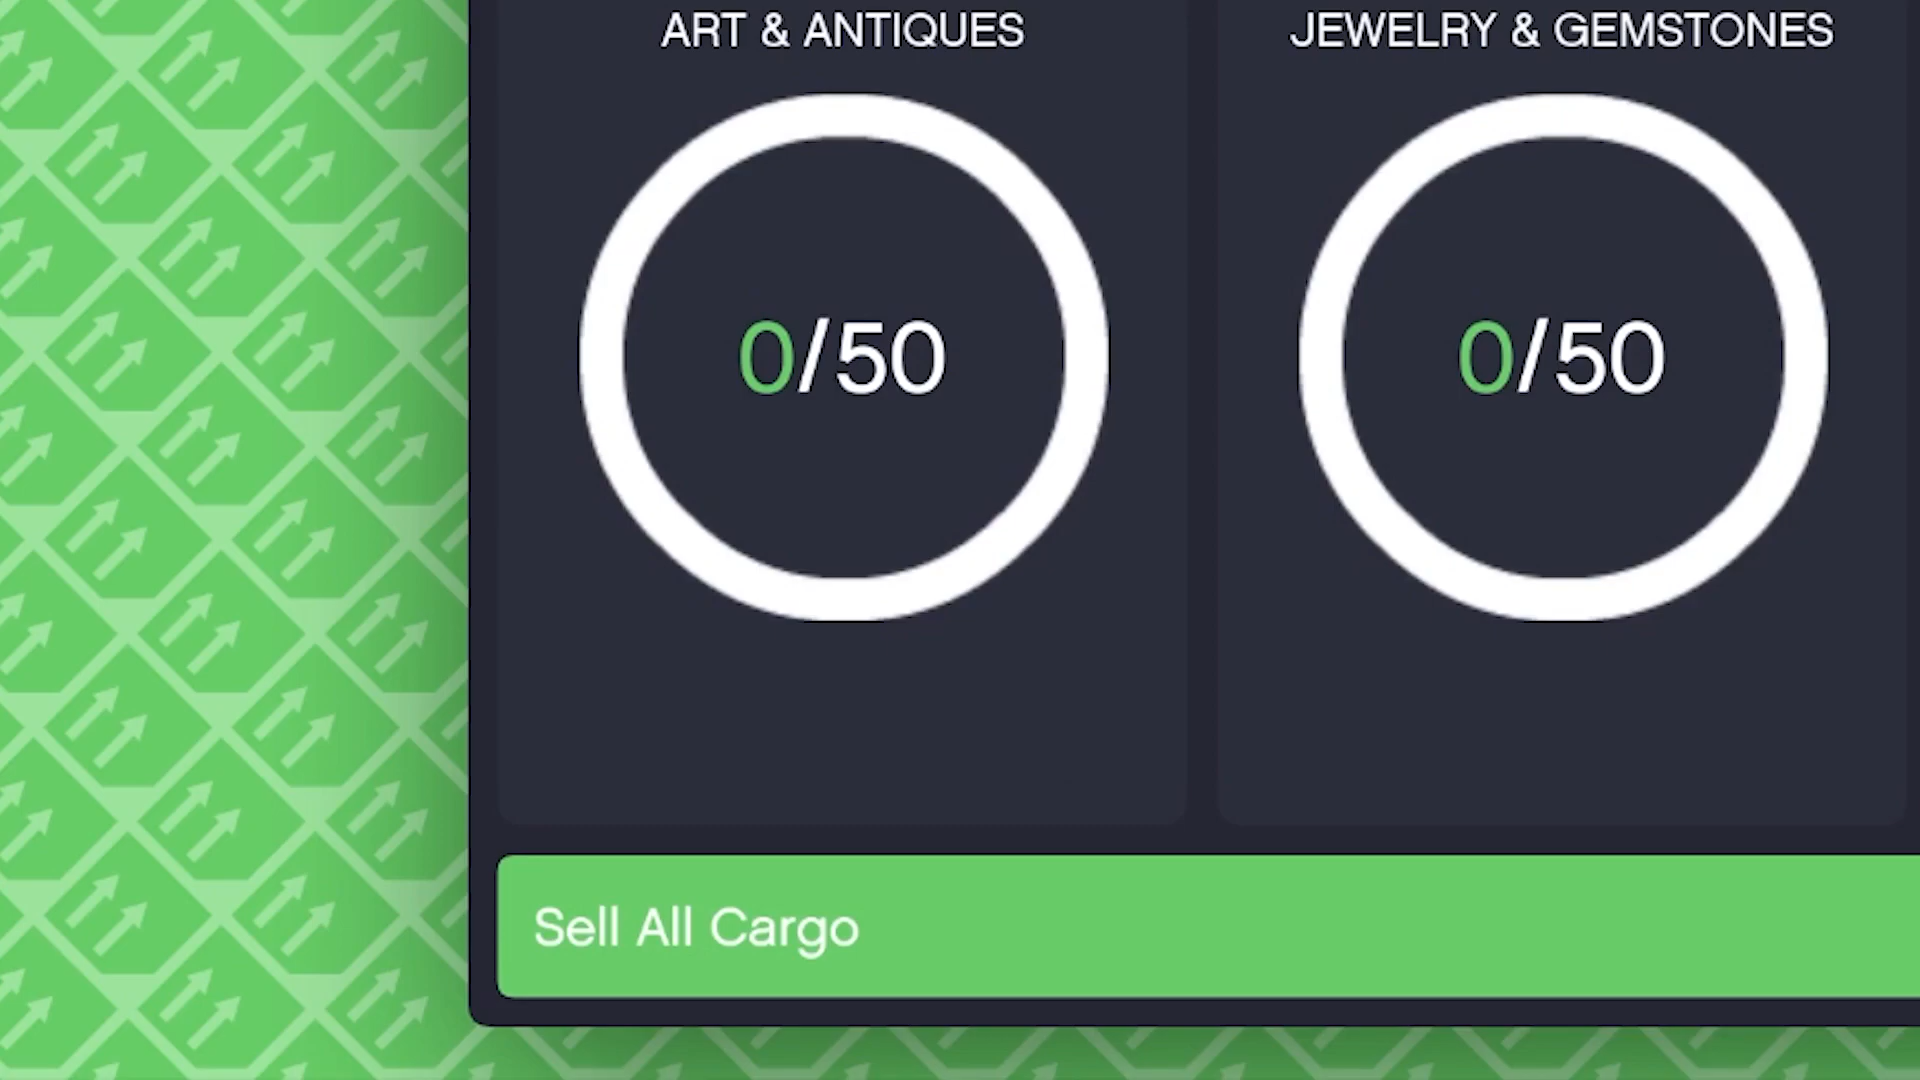 ART & ANTIQUES
JEWELRY & GEMSTONES
0/50
0/50
Sell All Cargo